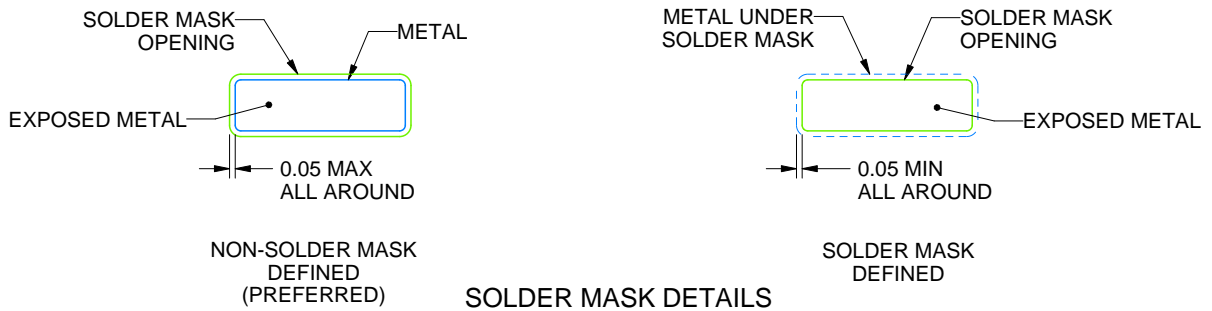 SOLDER MASK
OPENING
METAL
EXPOSED METAL
0.05 MAX
ALL AROUND
NON-SOLDER MASK
DEFINED
(PREFERRED)
METAL UNDER
SOLDER MASK
SOLDER MASK
OPENING
EXPOSED METAL
0.05 MIN
ALL AROUND
SOLDER MASK
DEFINED
SOLDER MASK DETAILS